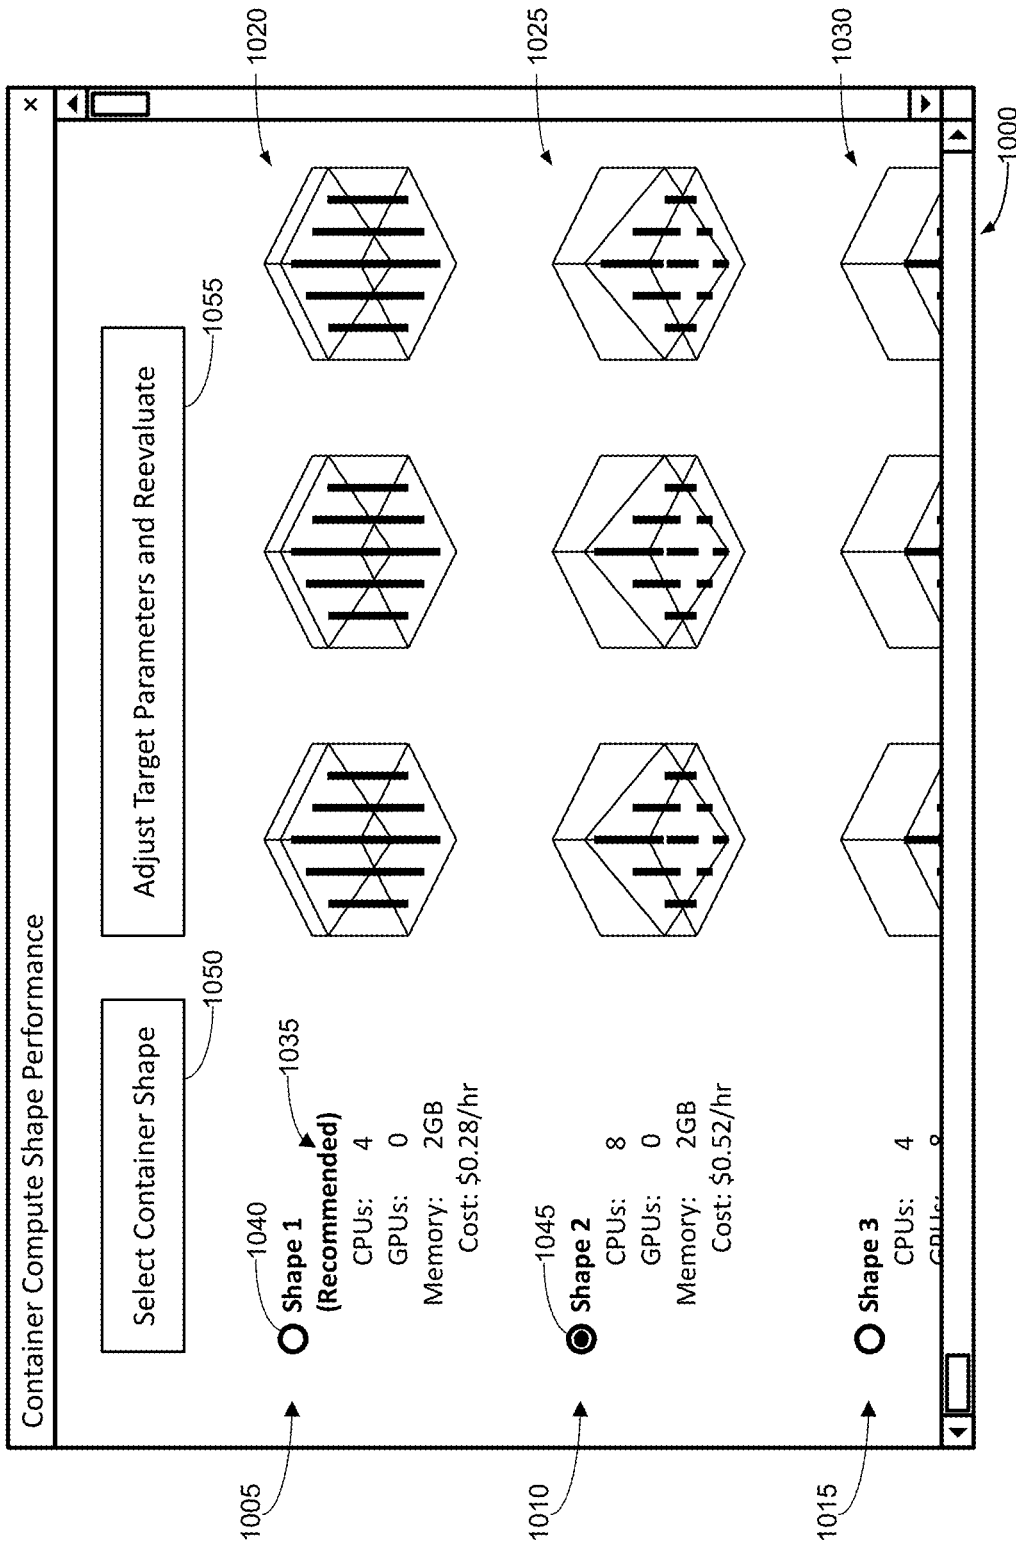 Container Compute Shape Performance
×
Select Container Shape
1050
Adjust Target Parameters and Reevaluate
1055
1005
1040
Shape 1
(Recommended)
1035
CPUs: 4
GPUs: 0
Memory: 2GB
Cost: $0.28/hr
1020
1010
1045
Shape 2
CPUs: 8
GPUs: 0
Memory: 2GB
Cost: $0.52/hr
1025
1015
Shape 3
CPUs: 4
GPUs: 8
1030
1000